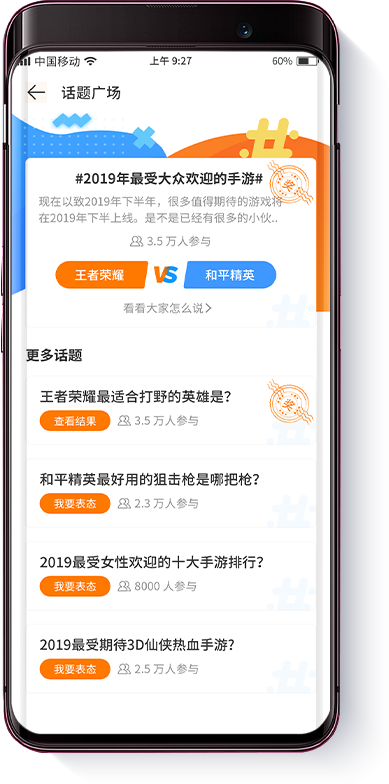 中国移动 上午 9:27 60%
话题广场
#2019年最受大众欢迎的手游#
奖
现在以致2019年下半年，很多值得期待的游戏将
在2019年下半上线。是不是已经有很多的小伙..
3.5 万人参与
王者荣耀 VS 和平精英
看看大家怎么说
更多话题
王者荣耀最适合打野的英雄是?
奖
查看结果 3.5 万人参与
和平精英最好用的狙击枪是哪把枪?
我要表态 2.3 万人参与
2019最受女性欢迎的十大手游排行?
我要表态 8000 人参与
2019最受期待3D仙侠热血手游?
我要表态 2.5 万人参与